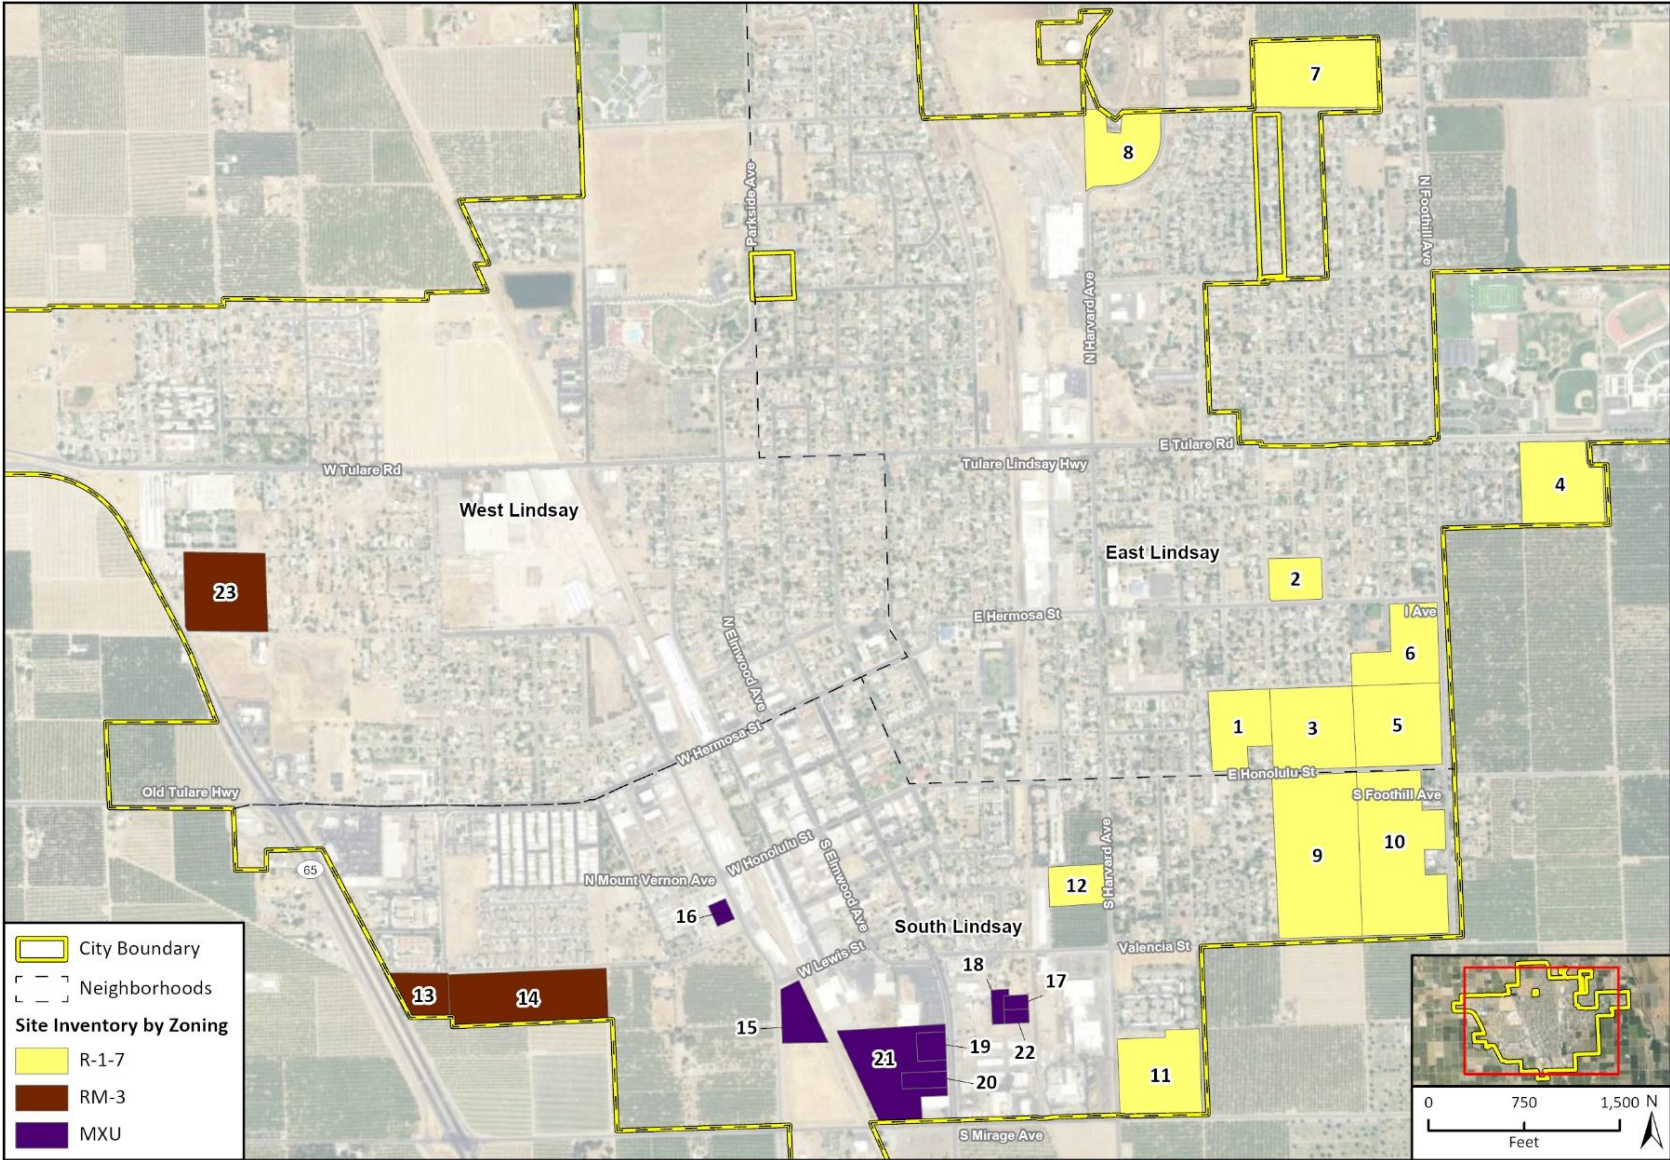 7
8
Parkside Ave
N Foothill Ave
N Harvard Ave
E Tulare Rd
W Tulare Rd
Tulare Lindsay Hwy
4
West Lindsay
East Lindsay
2
23
I Ave
E Hermosa St
6
N Elmwood Ave
1
3
5
W Hermosa St
E Honolulu St
Old Tulare Hwy
S Foothill Ave
9
10
65
W Honolulu St
S Elmwood Ave
S Harvard Ave
N Mount Vernon Ave
12
16
South Lindsay
Valencia St
W Lewis St
18
17
13
14
15
21
19
22
20
11
S Mirage Ave
City Boundary
Neighborhoods
Site Inventory by Zoning
R-1-7
RM-3
MXU
0 750 1,500 N
Feet